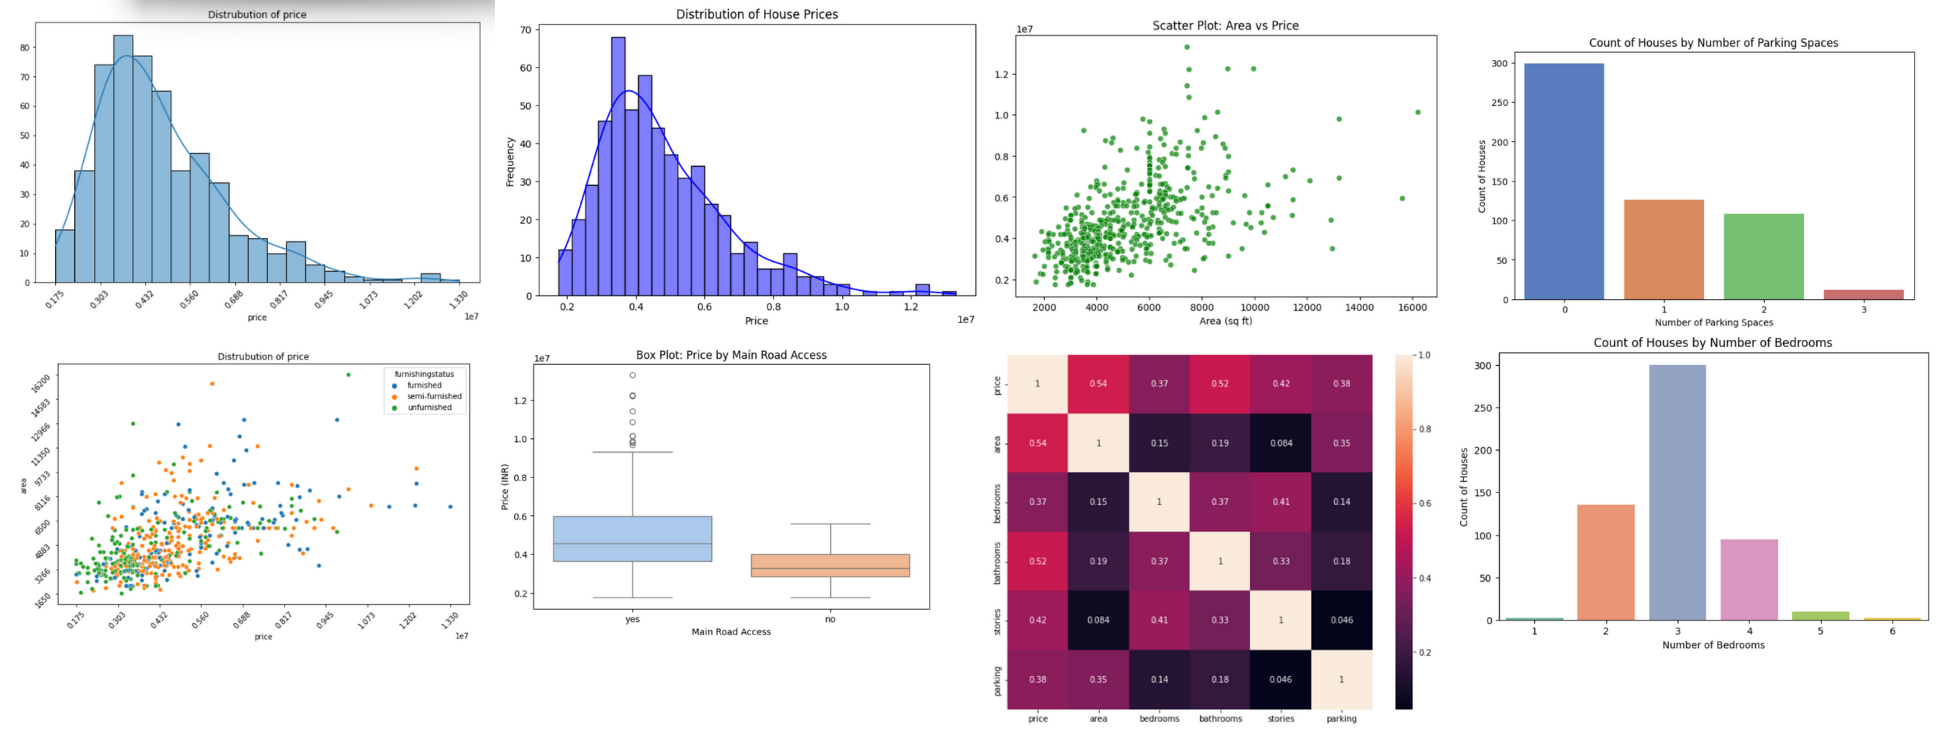 Distrubution of price
80
70
60
50
40
30
20
10
0
0.175 0.303 0.432 0.560 0.688 0.817 0.945 1.073 1.202 1.330
1e7
price
Distribution of House Prices
70
60
50
40
30
20
10
0
Frequency
0.2 0.4 0.6 0.8 1.0 1.2
1e7
Price
Scatter Plot: Area vs Price
1e7
1.2
1.0
0.8
0.6
0.4
0.2
2000 4000 6000 8000 10000 12000 14000 16000
Area (sq ft)
Count of Houses by Number of Parking Spaces
300
250
200
150
100
50
0
Count of Houses
0 1 2 3
Number of Parking Spaces
Distrubution of price
furnishingstatus
furnished
semi-furnished
unfurnished
16200
14583
12966
11350
9733
8116
6500
4883
3266
1650
area
0.175 0.303 0.432 0.560 0.688 0.817 0.945 1.073 1.202 1.330
1e7
price
Box Plot: Price by Main Road Access
1e7
1.2
1.0
0.8
0.6
0.4
0.2
Price (INR)
yes no
Main Road Access
price 1 0.54 0.37 0.52 0.42 0.38
area 0.54 1 0.15 0.19 0.084 0.35
bedrooms 0.37 0.15 1 0.37 0.41 0.14
bathrooms 0.52 0.19 0.37 1 0.33 0.18
stories 0.42 0.084 0.41 0.33 1 0.046
parking 0.38 0.35 0.14 0.18 0.046 1
price area bedrooms bathrooms stories parking
1.0
0.8
0.6
0.4
0.2
Count of Houses by Number of Bedrooms
300
250
200
150
100
50
0
Count of Houses
1 2 3 4 5 6
Number of Bedrooms